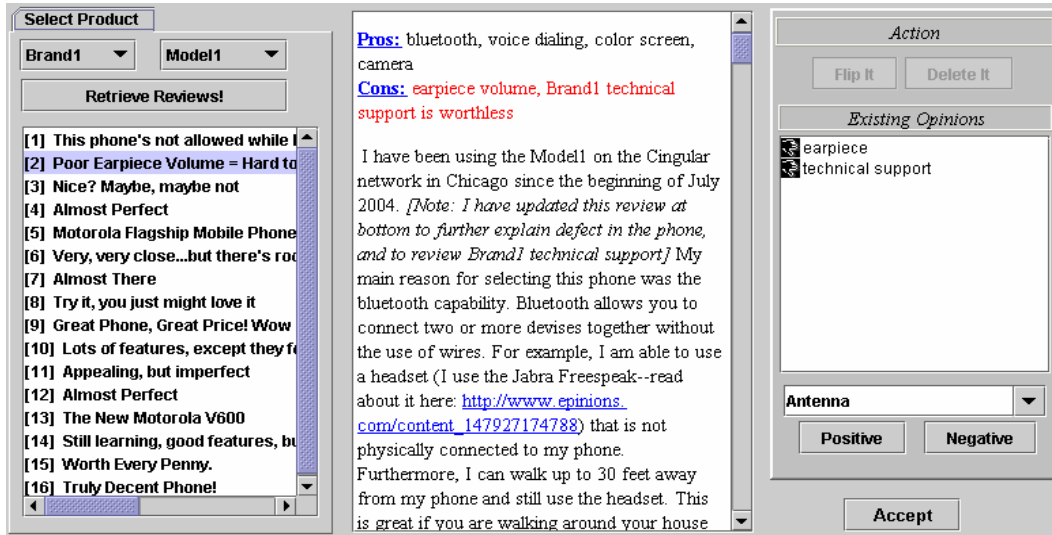 Select Product
Brand1
Model1
Retrieve Reviews!
[1] This phone's not allowed while
[2] Poor Earpiece Volume = Hard to
[3] Nice? Maybe, maybe not
[4] Almost Perfect
[5] Motorola Flagship Mobile Phone
[6] Very, very close...but there's roo
[7] Almost There
[8] Try it, you just might love it
[9] Great Phone, Great Price! Wow
[10] Lots of features, except they fe
[11] Appealing, but imperfect
[12] Almost Perfect
[13] The New Motorola V600
[14] Still learning, good features, bu
[15] Worth Every Penny.
[16] Truly Decent Phone!
Pros: bluetooth, voice dialing, color screen,
camera
Cons: earpiece volume, Brand1 technical
support is worthless
I have been using the Model1 on the Cingular
network in Chicago since the beginning of July
2004. [Note: I have updated this review at
bottom to further explain defect in the phone,
and to review Brand1 technical support] My
main reason for selecting this phone was the
bluetooth capability. Bluetooth allows you to
connect two or more devises together without
the use of wires. For example, I am able to use
a headset (I use the Jabra Freespeak--read
about it here: http://www.epinions.
com/content_147927174788) that is not
physically connected to my phone.
Furthermore, I can walk up to 30 feet away
from my phone and still use the headset. This
is great if you are walking around your house
Action
Flip It
Delete It
Existing Opinions
earpiece
technical support
Antenna
Positive
Negative
Accept